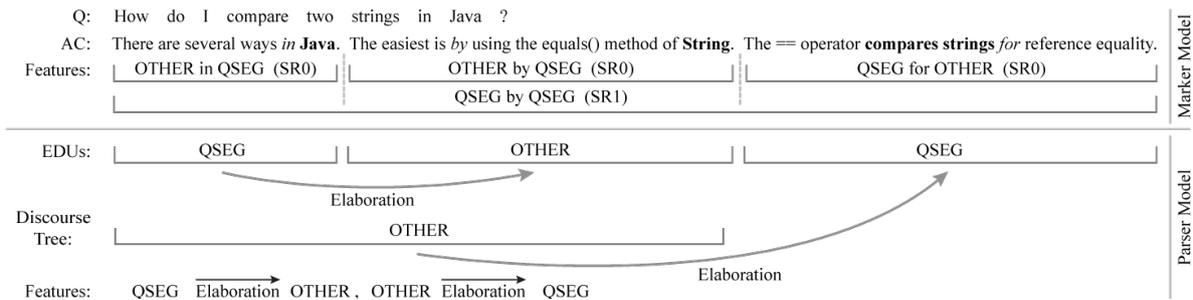 Q: How do I compare two strings in Java ?
AC: There are several ways in Java. The easiest is by using the equals() method of String. The == operator compares strings for reference equality.
Features: OTHER in QSEG (SR0) OTHER by QSEG (SR0) QSEG for OTHER (SR0)
QSEG by QSEG (SR1)
Marker Model
EDUs: QSEG OTHER QSEG
Elaboration
Discourse
Tree:
OTHER
Elaboration
Features: QSEG Elaboration OTHER , OTHER Elaboration QSEG
Parser Model